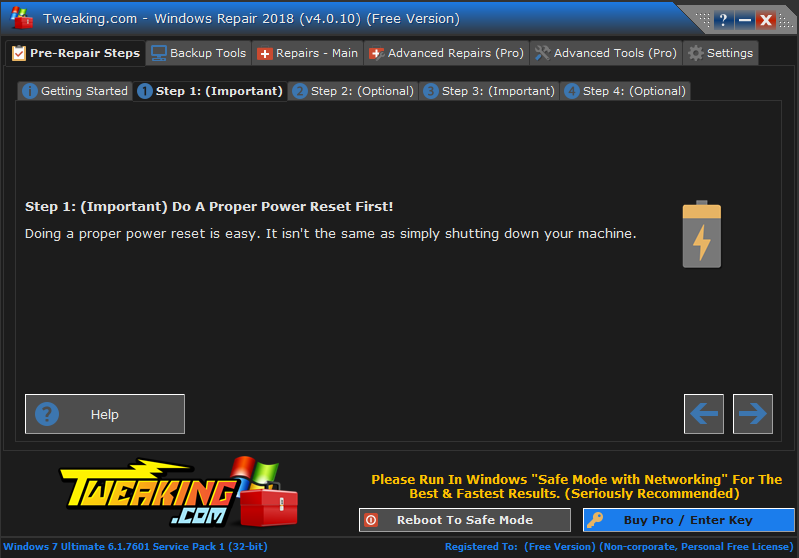 Tweaking.com - Windows Repair 2018 (v4.0.10) (Free Version)
?
Pre-Repair Steps Backup Tools Repairs - Main Advanced Repairs (Pro) Advanced Tools (Pro) Settings
i Getting Started 1 Step 1: (Important) 2 Step 2: (Optional) 3 Step 3: (Important) 4 Step 4: (Optional)
Step 1: (Important) Do A Proper Power Reset First!
Doing a proper power reset is easy. It isn't the same as simply shutting down your machine.
? Help
TWEAKING
.COM
Please Run In Windows "Safe Mode with Networking" For The
Best & Fastest Results. (Seriously Recommended)
Reboot To Safe Mode Buy Pro / Enter Key
Windows 7 Ultimate 6.1.7601 Service Pack 1 (32-bit) Registered To: (Free Version) (Non-corporate, Personal Free License)